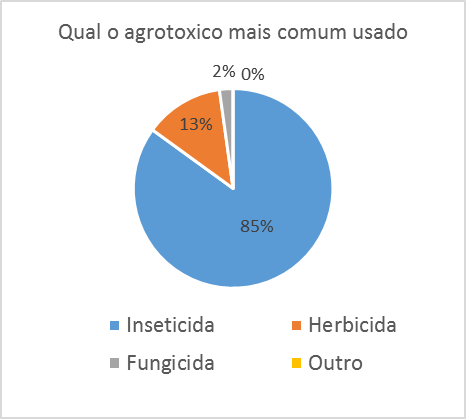 Qual o agrotoxico mais comum usado
2% 0%
13%
85%
Inseticida Herbicida
Fungicida Outro